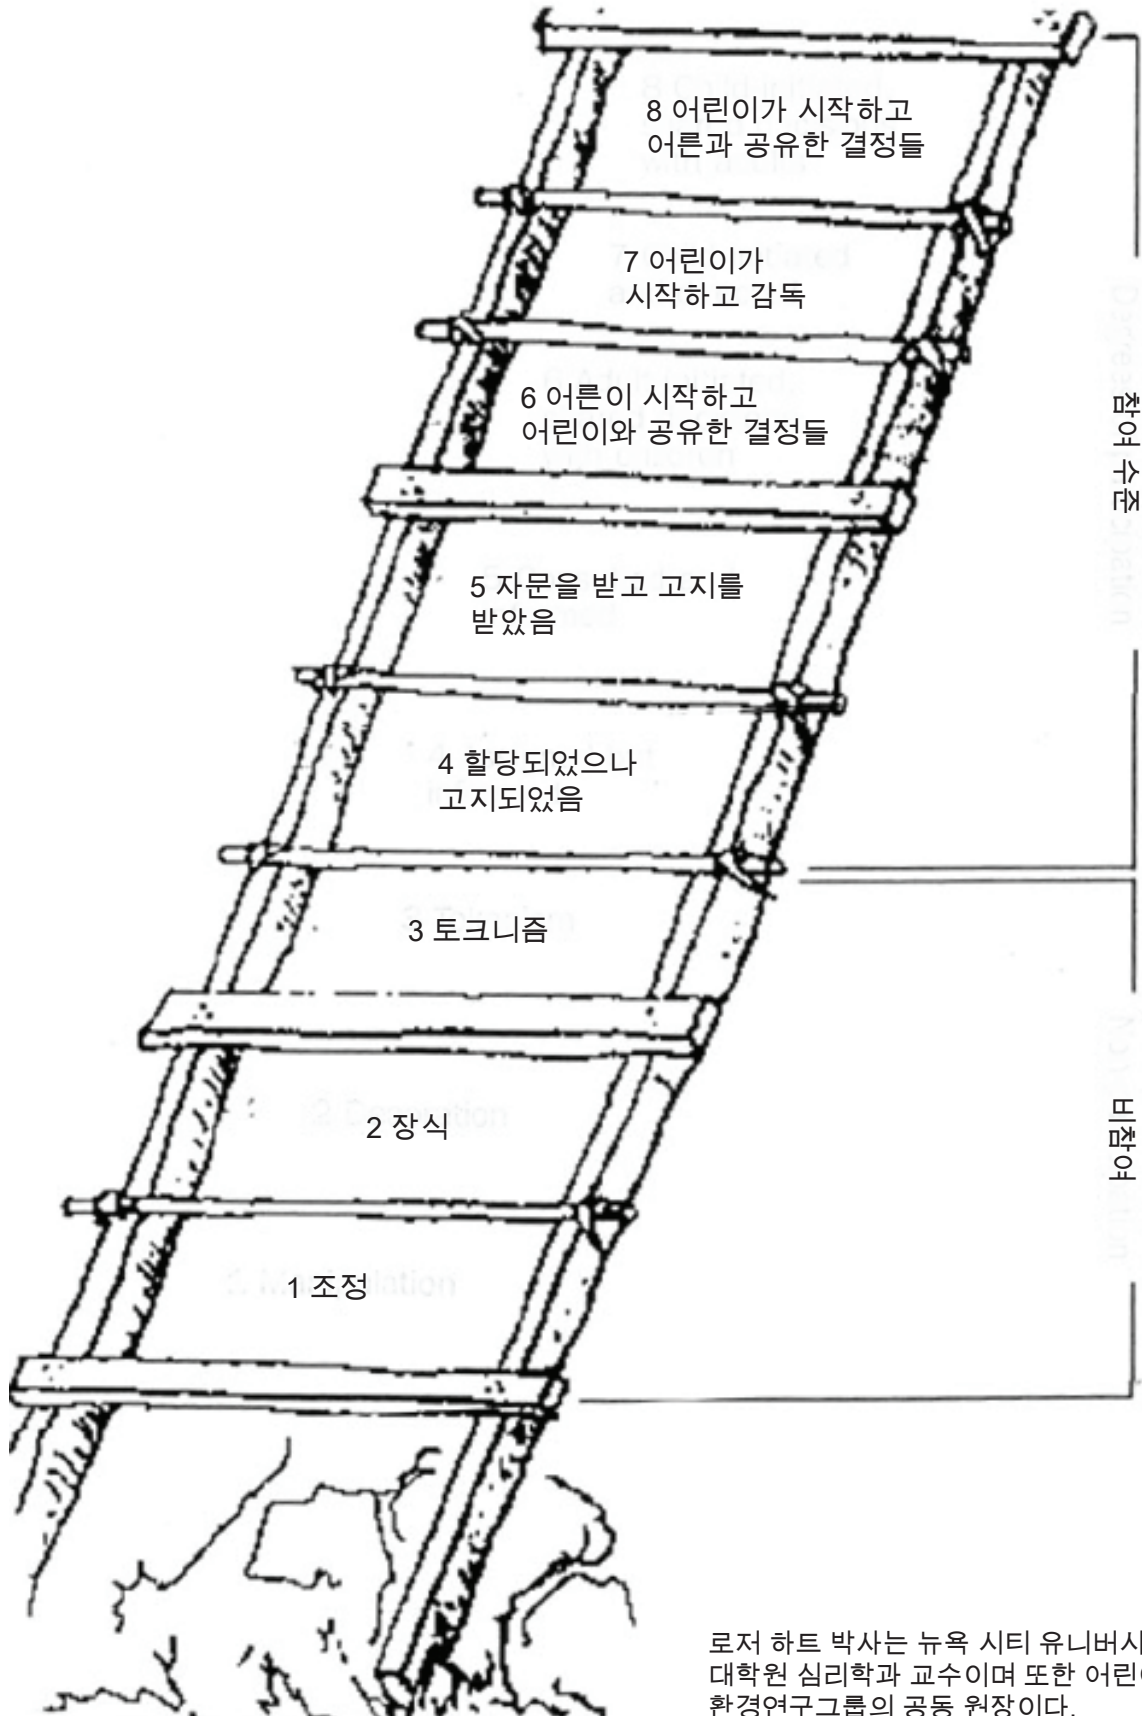 8 어린이가 시작하고
어른과 공유한 결정들
7 어린이가
시작하고 감독
6 어른이 시작하고
어린이와 공유한 결정들
참여 수준
5 자문을 받고 고지를
받았음
4 할당되었으나
고지되었음
3 토크니즘
2 장식
비참여
1 조정
로저 하트 박사는 뉴욕 시티
대학원 심리학과 교수이며 또한
환경연구그룹의 공동 원장이다.